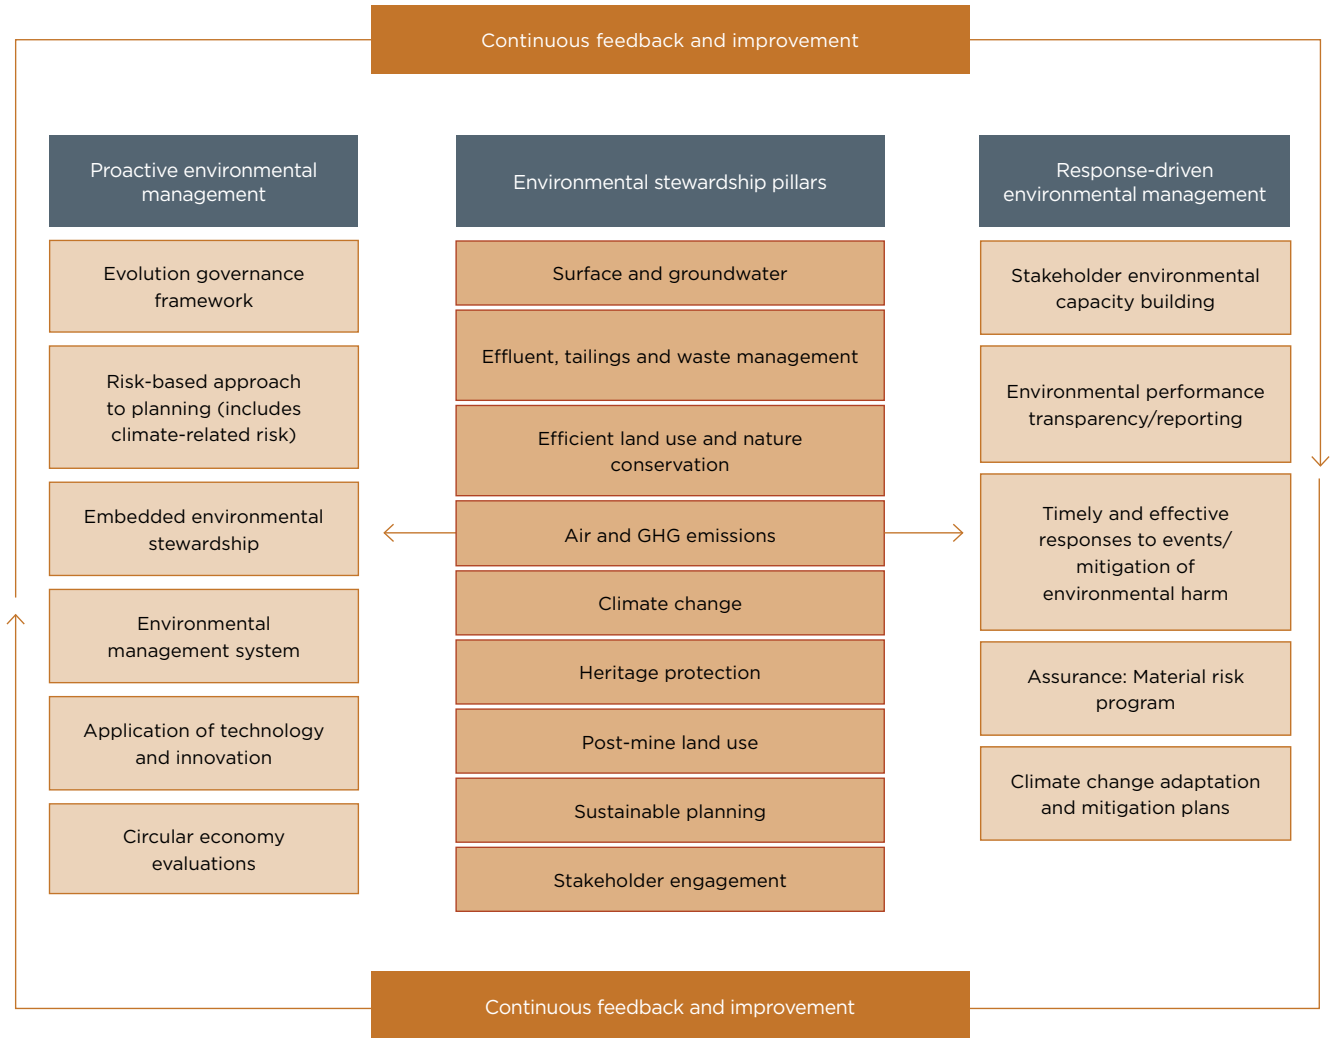 Continuous feedback and improvement
Proactive environmental
management
Evolution governance
framework
Risk-based approach
to planning (includes
climate-related risk)
Embedded environmental
stewardship
Environmental
management system
Application of technology
and innovation
Circular economy
evaluations
Environmental stewardship pillars
Surface and groundwater
Effluent, tailings and waste management
Efficient land use and nature
conservation
Air and GHG emissions
Climate change
Heritage protection
Post-mine land use
Sustainable planning
Stakeholder engagement
Response-driven
environmental management
Stakeholder environmental
capacity building
Environmental performance
transparency/reporting
Timely and effective
responses to events/
mitigation of
environmental harm
Assurance: Material risk
program
Climate change adaptation
and mitigation plans
Continuous feedback and improvement